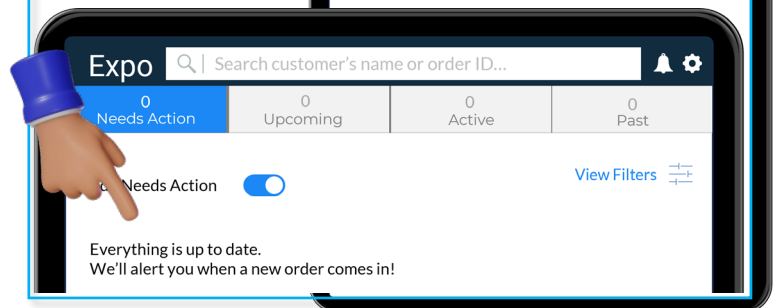 Expo
Search customer's name or order ID...
0 0 0 0
Needs Action Upcoming Active Past
Needs Action
View Filters
Everything is up to date.
We'll alert you when a new order comes in!